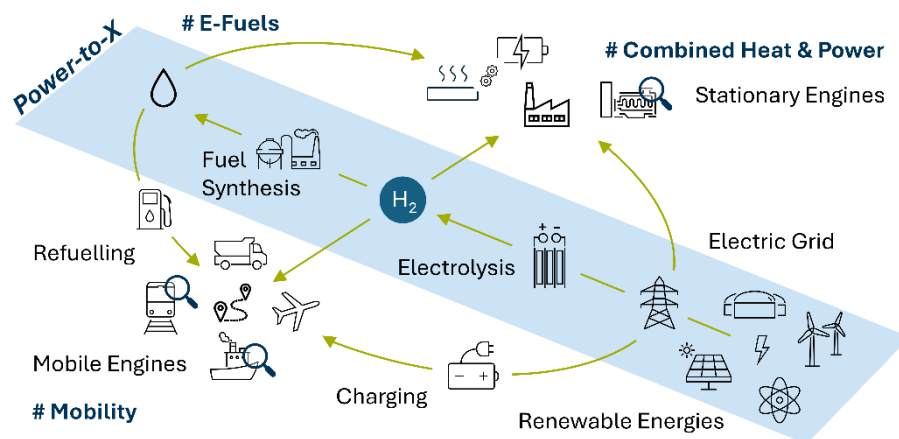 # E-Fuels
Power-to-X
# Combined Heat & Power
Stationary Engines
Fuel
Synthesis
H₂
Refuelling
Electrolysis
+ -
Electric Grid
Mobile Engines
- +
Charging
# Mobility
Renewable Energies